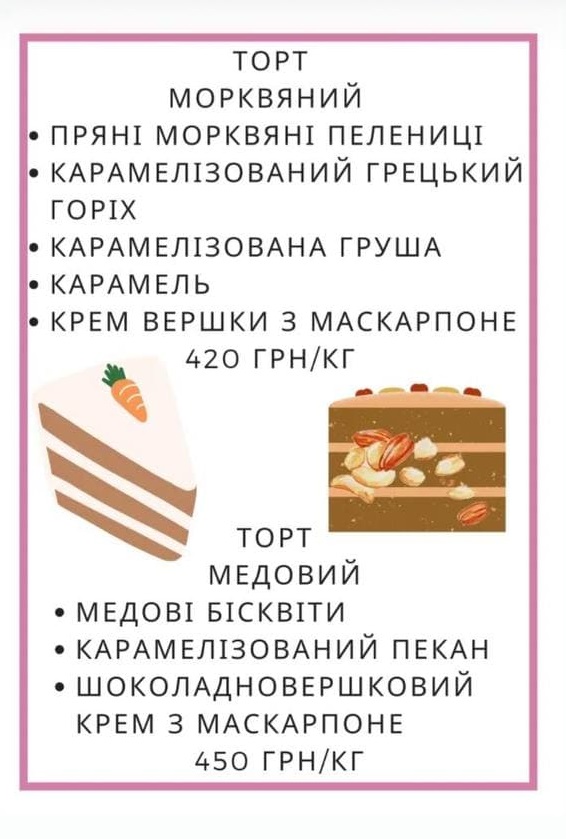 ТОРТ
МОРКВЯНИЙ
• ПРЯНІ МОРКВЯНІ ПЕЛЕНИЦІ
• КАРАМЕЛІЗОВАНИЙ ГРЕЦЬКИЙ
ГОРІХ
• КАРАМЕЛІЗОВАНА ГРУША
• КАРАМЕЛЬ
• КРЕМ ВЕРШКИ З МАСКАРПОНЕ
420 ГРН/КГ
ТОРТ
МЕДОВИЙ
• МЕДОВІ БІСКВІТИ
• КАРАМЕЛІЗОВАНИЙ ПЕКАН
• ШОКОЛАДНОВЕРШКОВИЙ
КРЕМ З МАСКАРПОНЕ
450 ГРН/КГ